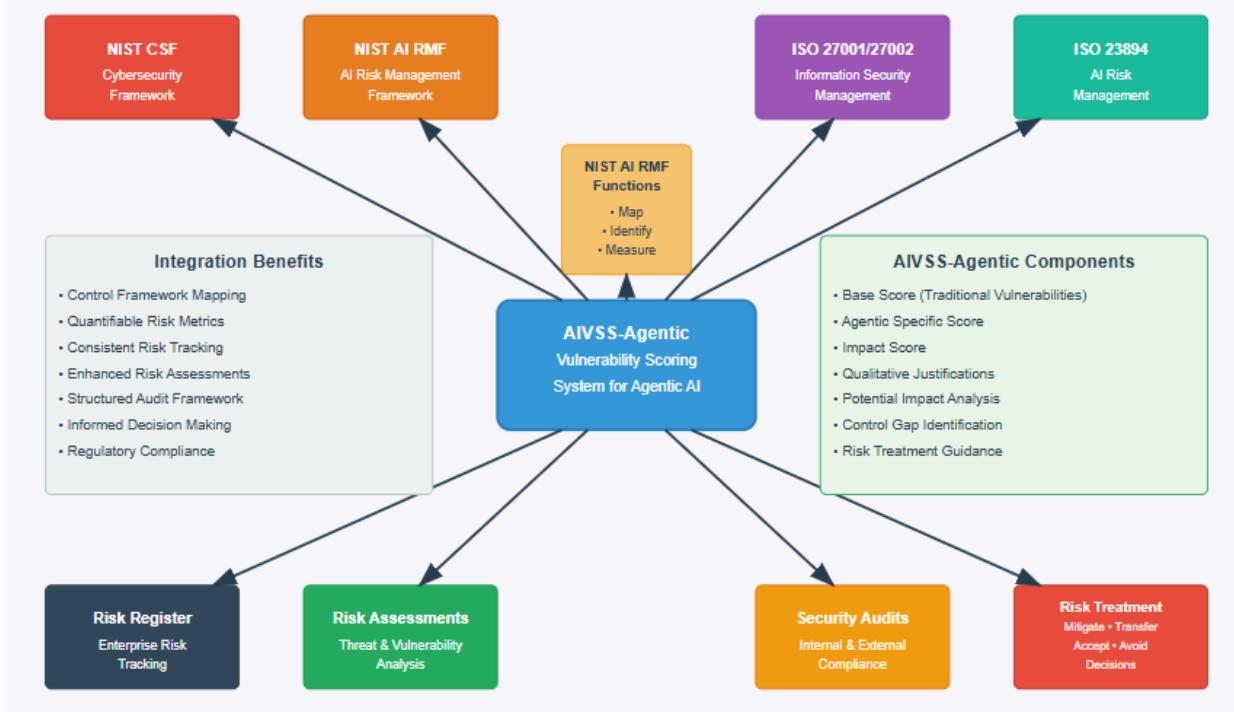 NIST CSF
Cybersecurity
Framework
NIST AI RMF
AI Risk Management
Framework
ISO 27001/27002
Information Security
Management
ISO 23894
AI Risk
Management
NIST AI RMF
Functions
• Map
• Identify
• Measure
Integration Benefits
• Control Framework Mapping
• Quantifiable Risk Metrics
• Consistent Risk Tracking
• Enhanced Risk Assessments
• Structured Audit Framework
• Informed Decision Making
• Regulatory Compliance
AIVSS-Agentic
Vulnerability Scoring
System for Agentic AI
AIVSS-Agentic Components
• Base Score (Traditional Vulnerabilities)
• Agentic Specific Score
• Impact Score
• Qualitative Justifications
• Potential Impact Analysis
• Control Gap Identification
• Risk Treatment Guidance
Risk Register
Enterprise Risk
Tracking
Risk Assessments
Threat & Vulnerability
Analysis
Security Audits
Internal & External
Compliance
Risk Treatment
Mitigate • Transfer
Accept • Avoid
Decisions